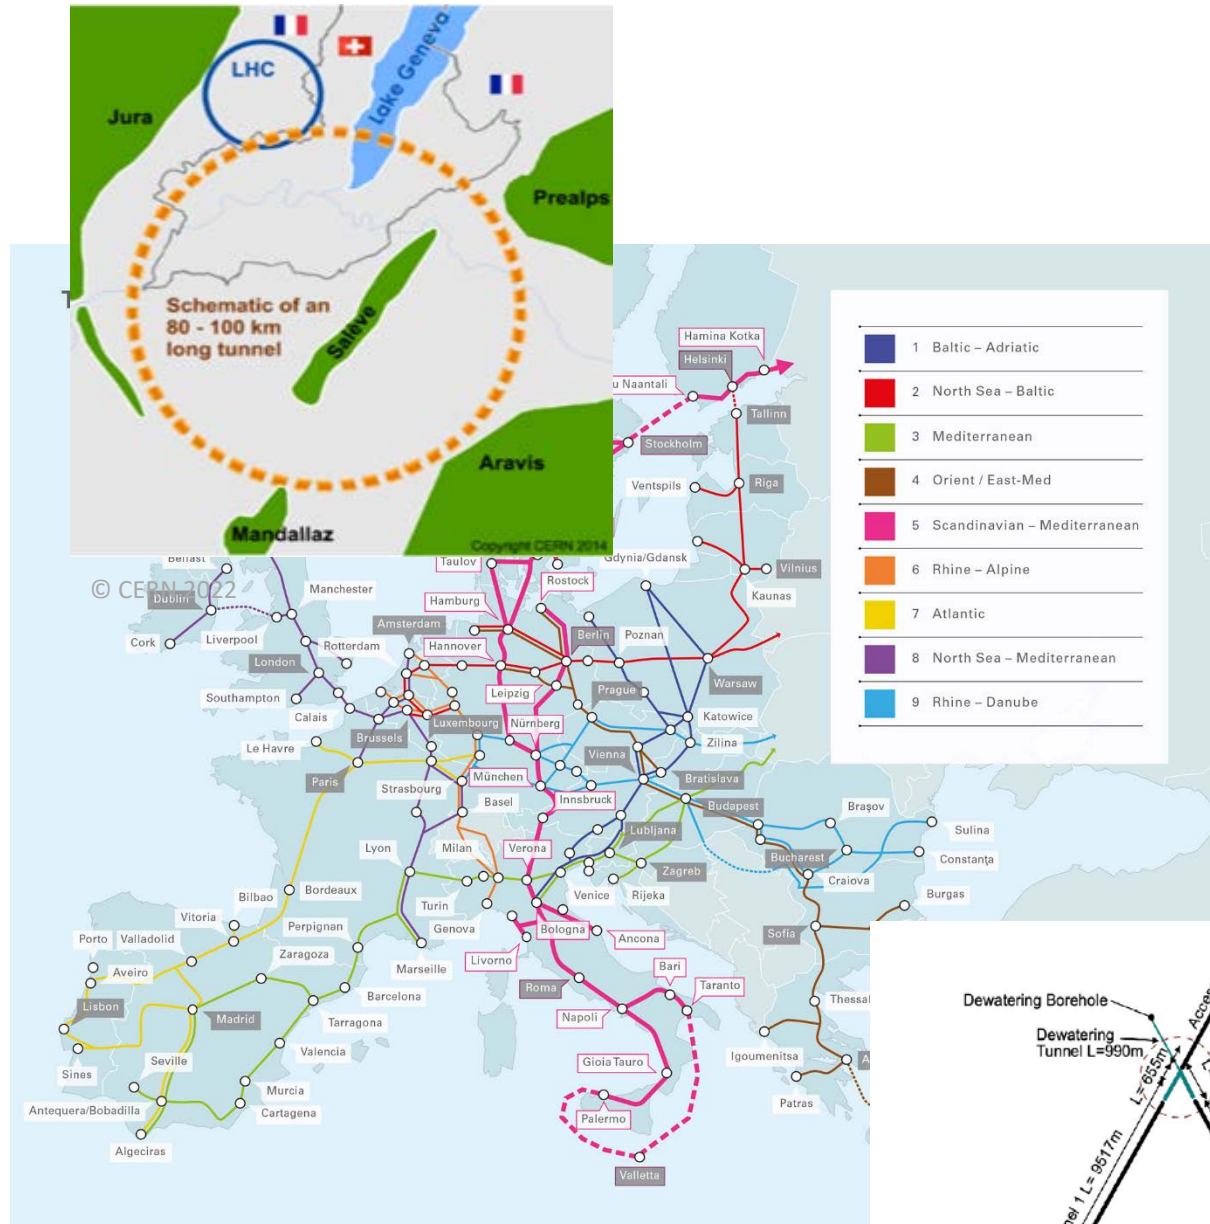 LHC
Lake Geneva
Jura
Prealps
Schematic of an
80 - 100 km
long tunnel
Salève
Aravis
Mandallaz
Copyright CERN 2014
T
© CERN 2022
1 Baltic – Adriatic
2 North Sea – Baltic
3 Mediterranean
4 Orient / East-Med
5 Scandinavian – Mediterranean
6 Rhine – Alpine
7 Atlantic
8 North Sea – Mediterranean
9 Rhine – Danube
Hamina Kotka
Helsinki
u Naantali
Tallinn
Stockholm
Ventspils
Riga
Gdynia/Gdansk
Vilnius
Kaunas
Belfast
Taulov
Rostock
Dublin
Manchester
Hamburg
Cork
Liverpool
Amsterdam
Berlin
Poznan
Rotterdam
Hannover
London
Warsaw
Southampton
Leipzig
Prague
Calais
Luxembourg
Nürnberg
Katowice
Le Havre
Brussels
Vienna
Zilina
Paris
München
Bratislava
Strasbourg
Basel
Innsbruck
Budapest
Braşov
Lubljana
Sulina
Lyon
Milan
Verona
Zagreb
Bucharest
Constanţa
Craiova
Bordeaux
Turin
Venice
Rijeka
Burgas
Bilbao
Genova
Vitoria
Perpignan
Bologna
Ancona
Sofia
Porto
Valladolid
Zaragoza
Marseille
Livorno
Bari
Aveiro
Taranto
Roma
Lisbon
Madrid
Barcelona
Napoli
Thessal
Tarragona
Valencia
Igoumenitsa
A
Sines
Seville
Gioia Tauro
Murcia
Patras
Antequera/Bobadilla
Cartagena
Palermo
Algeciras
Valletta
Dewatering Borehole
Acces
Dewatering
Tunnel L=990m
L= 655m
nel 1 L= 9517m